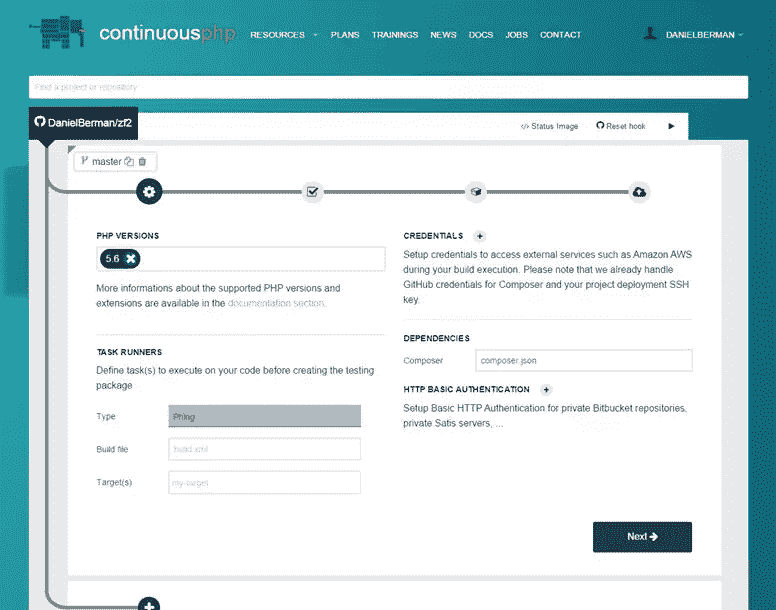 continuousphp
RESOURCES PLANS TRAININGS NEWS DOCS JOBS CONTACT DANIELBERMAN
Find a project or repository
DanielBerman/zf2
</> Status Image Reset hook
master
PHP VERSIONS
5.6
More informations about the supported PHP versions and
extensions are available in the documentation section.
TASK RUNNERS
Define task(s) to execute on your code before creating the testing
package
Type Phing
Build file build.xml
Target(s) my-target
CREDENTIALS
Setup credentials to access external services such as Amazon AWS
during your build execution. Please note that we already handle
GitHub credentials for Composer and your project deployment SSH
key.
DEPENDENCIES
Composer composer.json
HTTP BASIC AUTHENTICATION
Setup Basic HTTP Authentication for private Bitbucket repositories,
private Satis servers, ...
Next